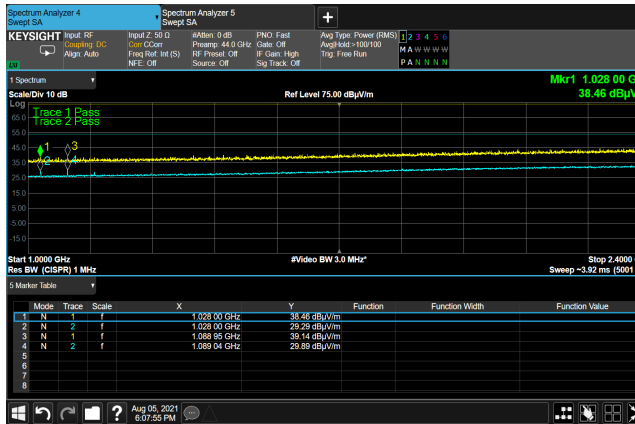 Spectrum Analyzer 4
Swept SA
Spectrum Analyzer 5
Swept SA
KEYSIGHT
Input: RF
Coupling: DC
Align: Auto
Input Z: 50 Ω
Corr CCorr
Freq Ref: Int (S)
NFE: Off
#Atten: 0 dB
Preamp: 44.0 GHz
RF Preset: Off
Source: Off
PNO: Fast
Gate: Off
IF Gain: High
Sig Track: Off
Avg Type: Power (RMS)
Avg|Hold:>100/100
Trig: Free Run
1 2 3 4 5 6
M A W W W W
P A N N N N
1 Spectrum
Scale/Div 10 dB
Ref Level 75.00 dBµV/m
Mkr1 1.028 00 G
38.46 dBµV
Log
Trace 1 Pass
Trace 2 Pass
65.0
55.0
45.0
35.0
25.0
15.0
5.00
-5.00
-15.0
1
3
2
4
Start 1.0000 GHz
#Video BW 3.0 MHz*
Stop 2.4000
Res BW (CISPR) 1 MHz
Sweep ~3.92 ms (5001
5 Marker Table
Mode Trace Scale X Y Function Function Width Function Value
1 N 1 f 1.028 00 GHz 38.46 dBµV/m
2 N 2 f 1.028 00 GHz 29.29 dBµV/m
3 N 1 f 1.088 95 GHz 39.14 dBµV/m
4 N 2 f 1.089 04 GHz 29.89 dBµV/m
5
6
7
8
?
Aug 05, 2021
6:07:55 PM